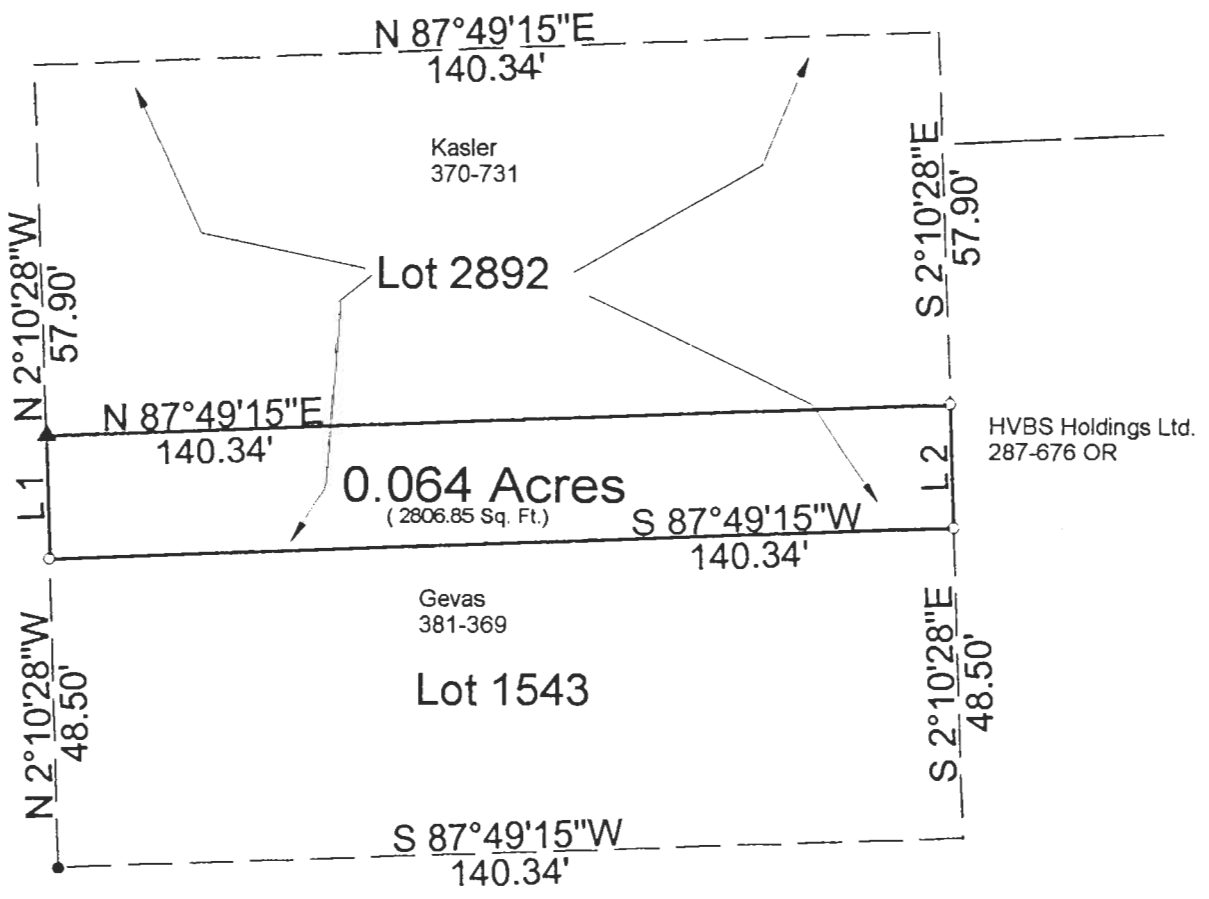 N 87°49'15"E
140.34'
Kasler
370-731
S 2°10'28"E
57.90'
Lot 2892
N 2°10'28"W
57.90'
N 87°49'15"E
140.34'
HVBS Holdings Ltd.
287-676 OR
L 1
0.064 Acres
( 2806.85 Sq. Ft.)
L 2
S 87°49'15"W
140.34'
Gevas
381-369
Lot 1543
N 2°10'28"W
48.50'
S 2°10'28"E
48.50'
S 87°49'15"W
140.34'